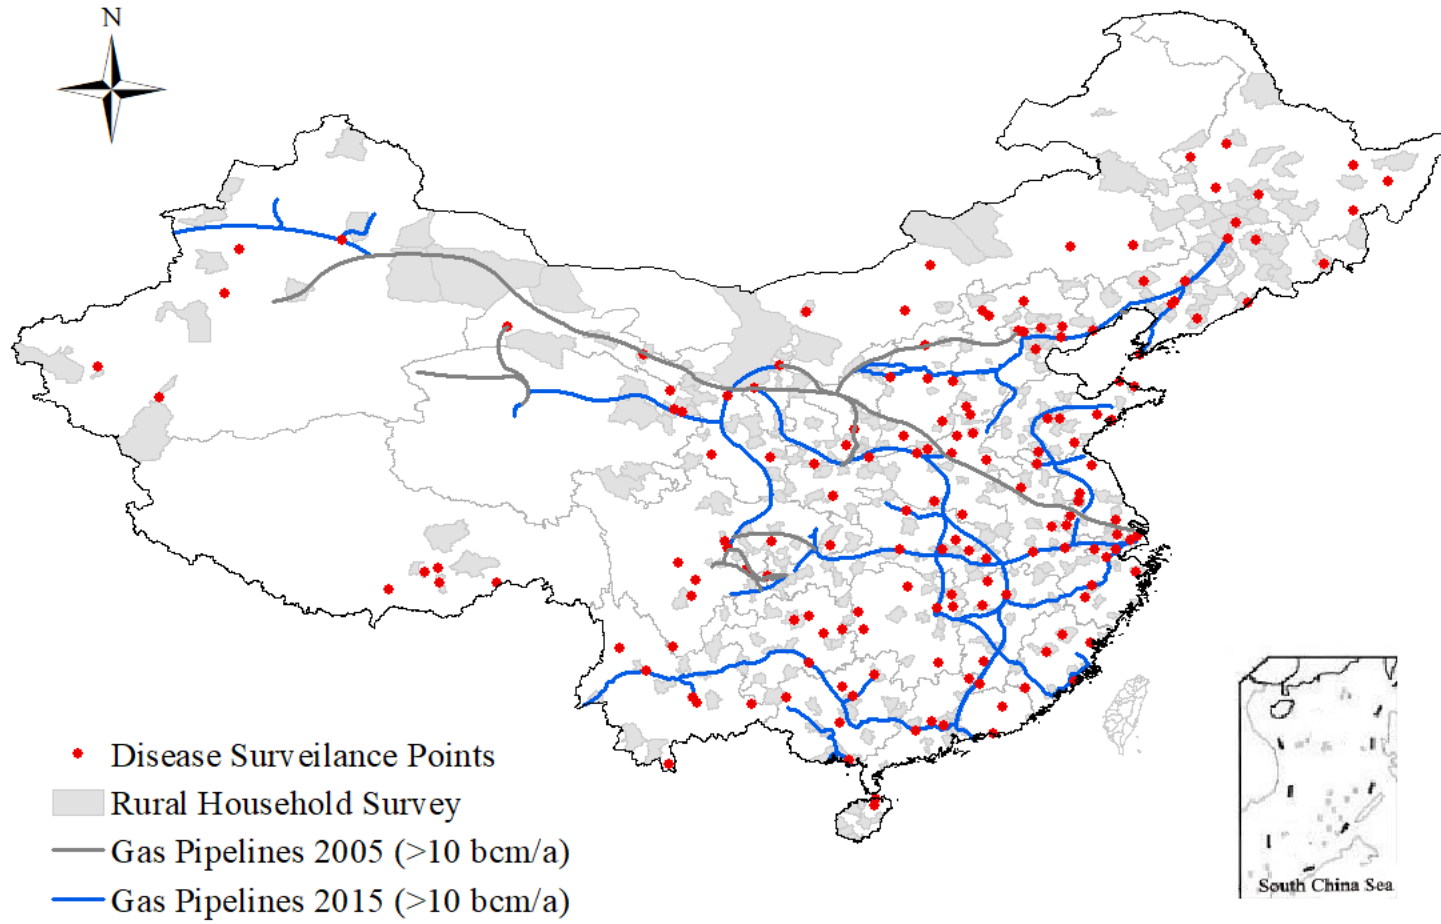 N
Disease Surveilance Points
Rural Household Survey
Gas Pipelines 2005 (>10 bcm/a)
Gas Pipelines 2015 (>10 bcm/a)
South China Sea